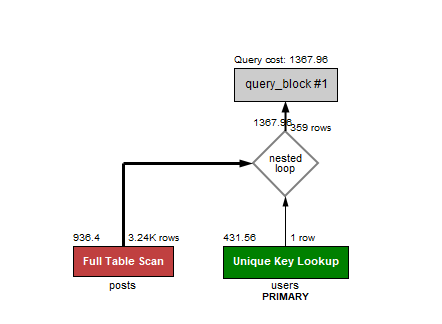 Query cost: 1367.96
query_block #1
1367.96
359 rows
nested
loop
936.4
3.24K rows
431.56
1 row
Full Table Scan
Unique Key Lookup
posts
users
PRIMARY